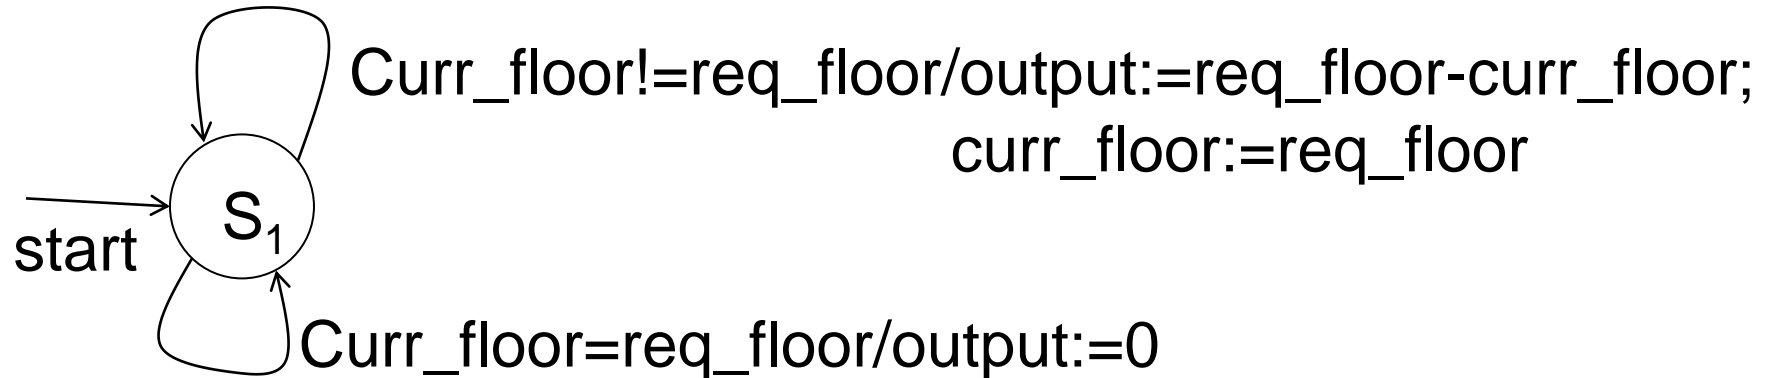 Curr_floor!=req_floor/output:=req_floor-curr_floor;
curr_floor:=req_floor
S₁
start
Curr_floor=req_floor/output:=0